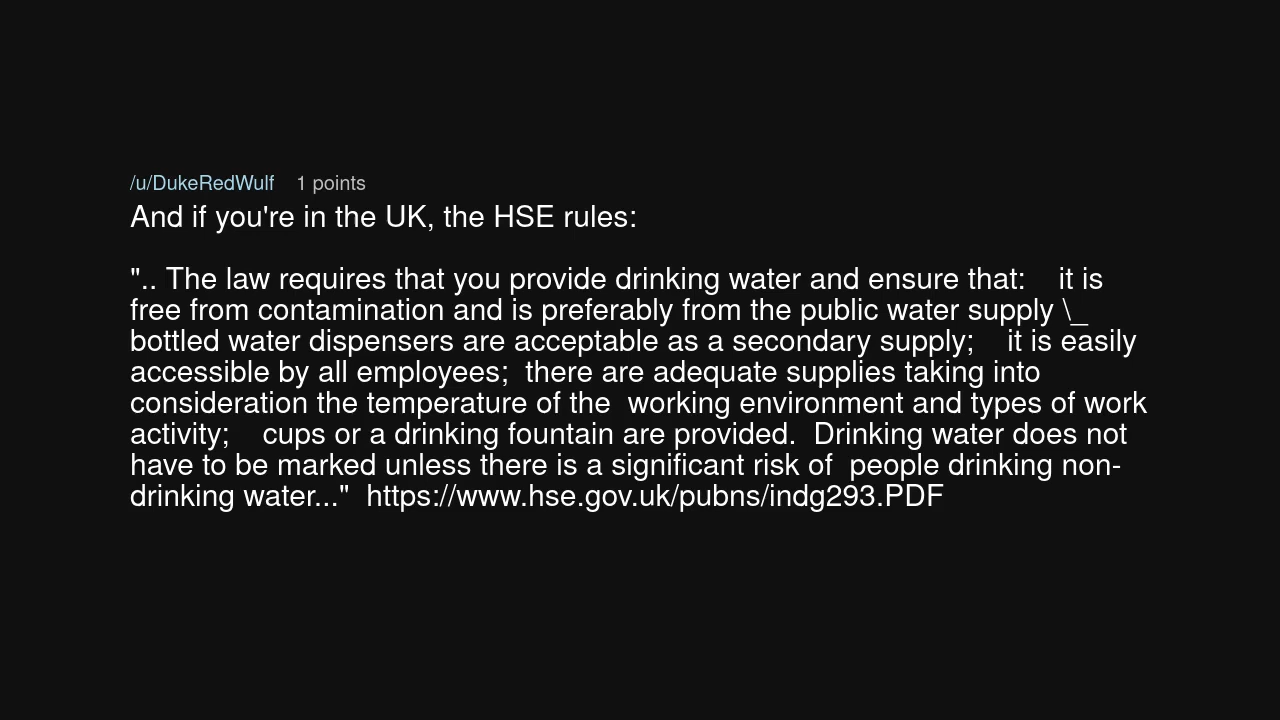 /u/DukeRedWulf 1 points
And if you're in the UK, the HSE rules:
".. The law requires that you provide drinking water and ensure that:    it is
free from contamination and is preferably from the public water supply \_
bottled water dispensers are acceptable as a secondary supply;    it is easily
accessible by all employees;  there are adequate supplies taking into
consideration the temperature of the  working environment and types of work
activity;    cups or a drinking fountain are provided.  Drinking water does not
have to be marked unless there is a significant risk of  people drinking non-
drinking water..."  https://www.hse.gov.uk/pubns/indg293.PDF